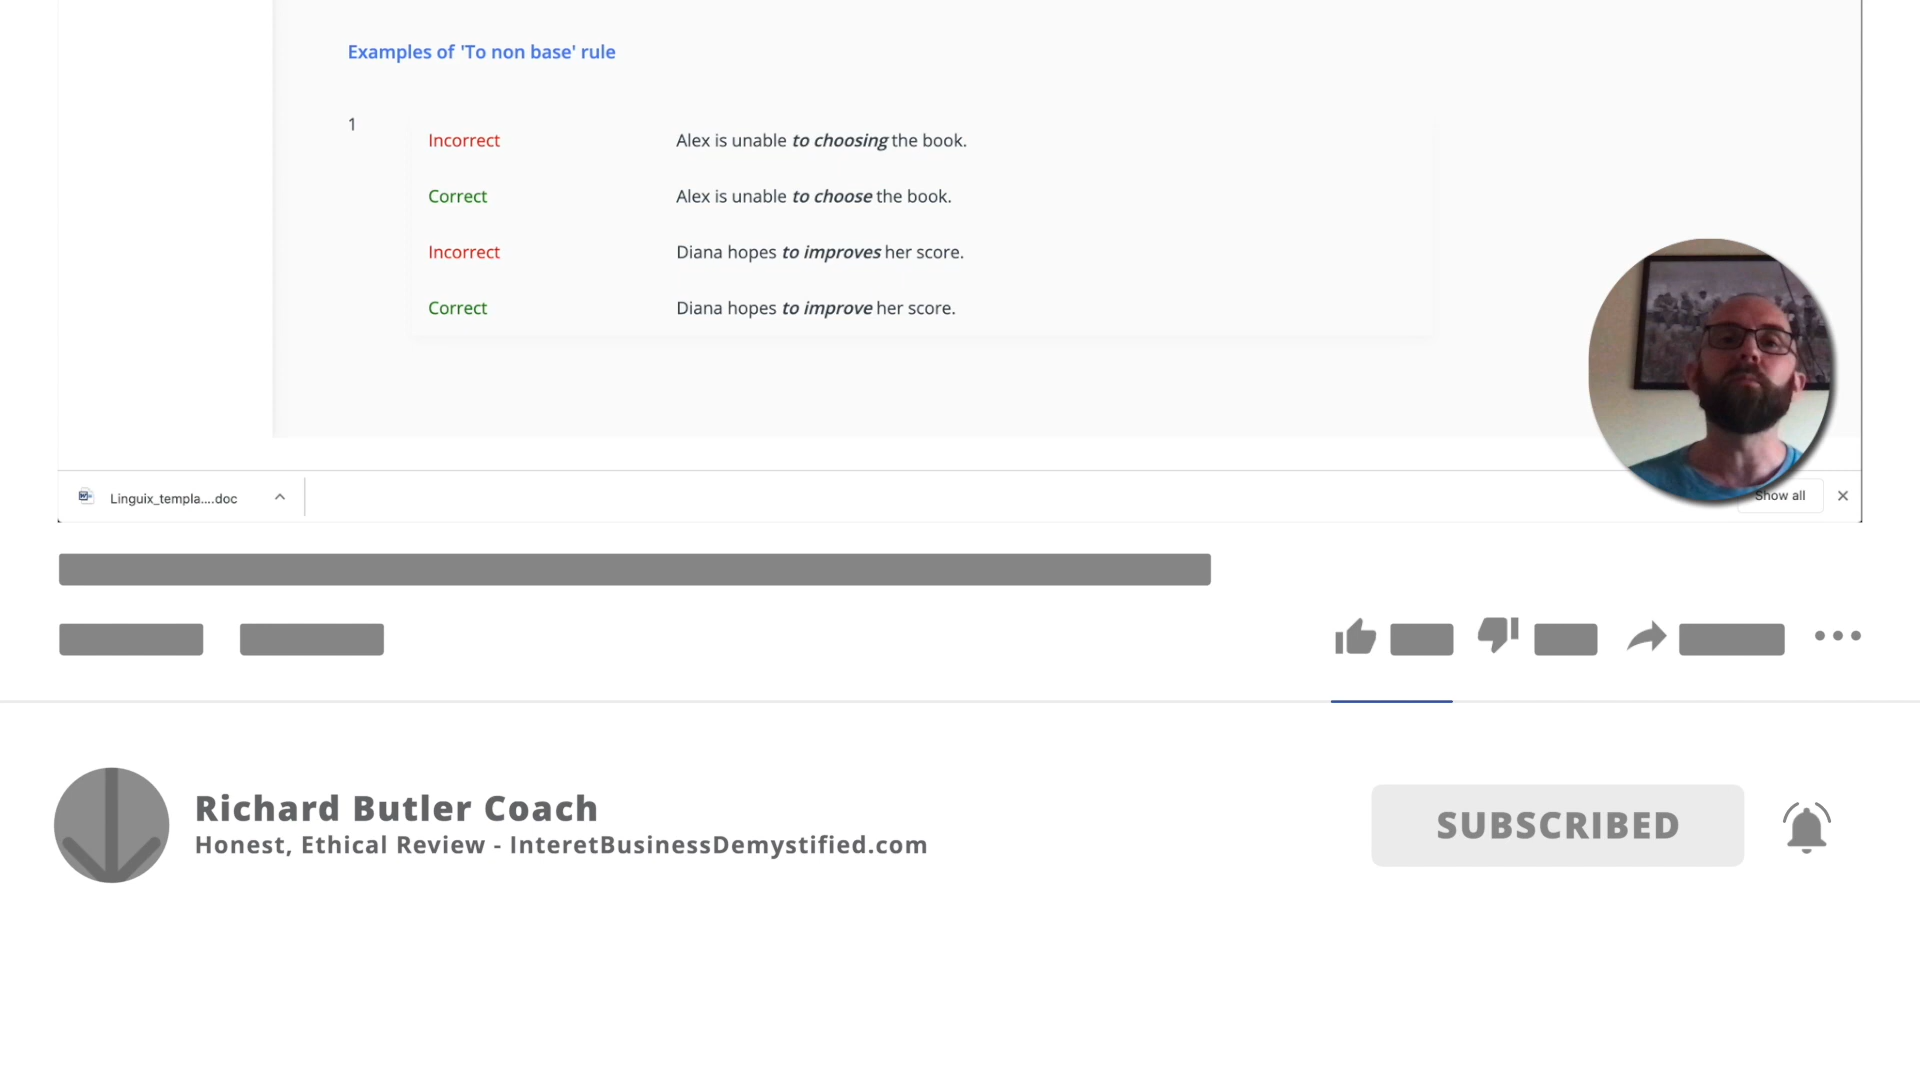 Examples of 'To non base' rule
1
Incorrect Alex is unable to choosing the book.
Correct Alex is unable to choose the book.
Incorrect Diana hopes to improves her score.
Correct Diana hopes to improve her score.
Linguix_templa....doc
Show all
Richard Butler Coach
Honest, Ethical Review - InteretBusinessDemystified.com
SUBSCRIBED